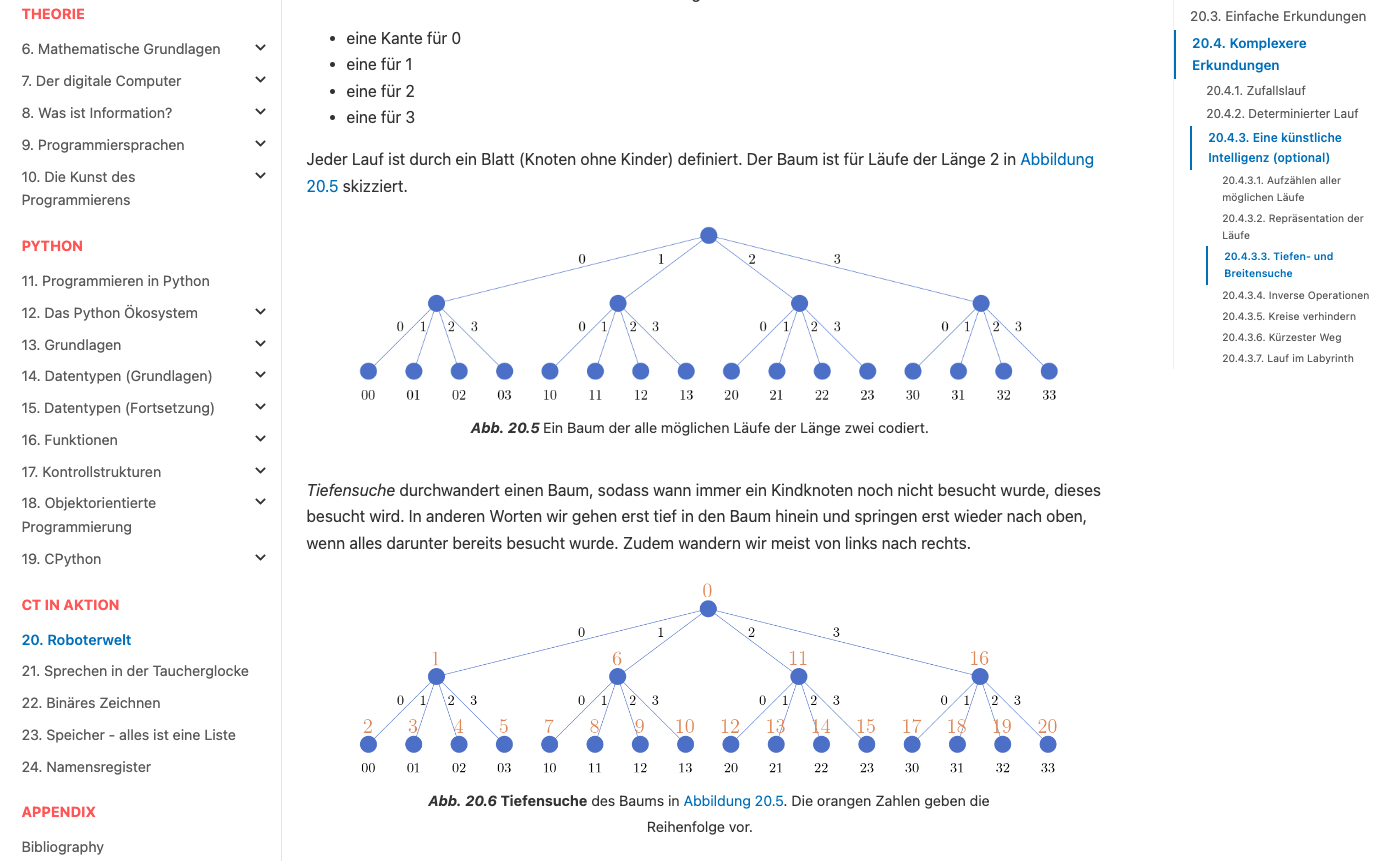 THEORIE
6. Mathematische Grundlagen
7. Der digitale Computer
8. Was ist Information?
9. Programmiersprachen
10. Die Kunst des
Programmierens
PYTHON
11. Programmieren in Python
12. Das Python Ökosystem
13. Grundlagen
14. Datentypen (Grundlagen)
15. Datentypen (Fortsetzung)
16. Funktionen
17. Kontrollstrukturen
18. Objektorientierte
Programmierung
19. CPython
CT IN AKTION
20. Roboterwelt
21. Sprechen in der Taucherglocke
22. Binäres Zeichnen
23. Speicher - alles ist eine Liste
24. Namensregister
APPENDIX
Bibliography
• eine Kante für 0
• eine für 1
• eine für 2
• eine für 3
Jeder Lauf ist durch ein Blatt (Knoten ohne Kinder) definiert. Der Baum ist für Läufe der Länge 2 in Abbildung
20.5 skizziert.
0 1 2 3
0 1 2 3 0 1 2 3 0 1 2 3 0 1 2 3
00 01 02 03 10 11 12 13 20 21 22 23 30 31 32 33
Abb. 20.5 Ein Baum der alle möglichen Läufe der Länge zwei codiert.
Tiefensuche durchwandert einen Baum, sodass wann immer ein Kindknoten noch nicht besucht wurde, dieses
besucht wird. In anderen Worten wir gehen erst tief in den Baum hinein und springen erst wieder nach oben,
wenn alles darunter bereits besucht wurde. Zudem wandern wir meist von links nach rechts.
0
0 1 2 3
1 6 11 16
0 1 2 3 0 1 2 3 0 1 2 3 0 1 2 3
2 3 4 5 7 8 9 10 12 13 14 15 17 18 19 20
00 01 02 03 10 11 12 13 20 21 22 23 30 31 32 33
Abb. 20.6 Tiefensuche des Baums in Abbildung 20.5. Die orangen Zahlen geben die
Reihenfolge vor.
20.3. Einfache Erkundungen
20.4. Komplexere
Erkundungen
20.4.1. Zufallslauf
20.4.2. Determinierter Lauf
20.4.3. Eine künstliche
Intelligenz (optional)
20.4.3.1. Aufzählen aller
möglichen Läufe
20.4.3.2. Repräsentation der
Läufe
20.4.3.3. Tiefen- und
Breitensuche
20.4.3.4. Inverse Operationen
20.4.3.5. Kreise verhindern
20.4.3.6. Kürzester Weg
20.4.3.7. Lauf im Labyrinth